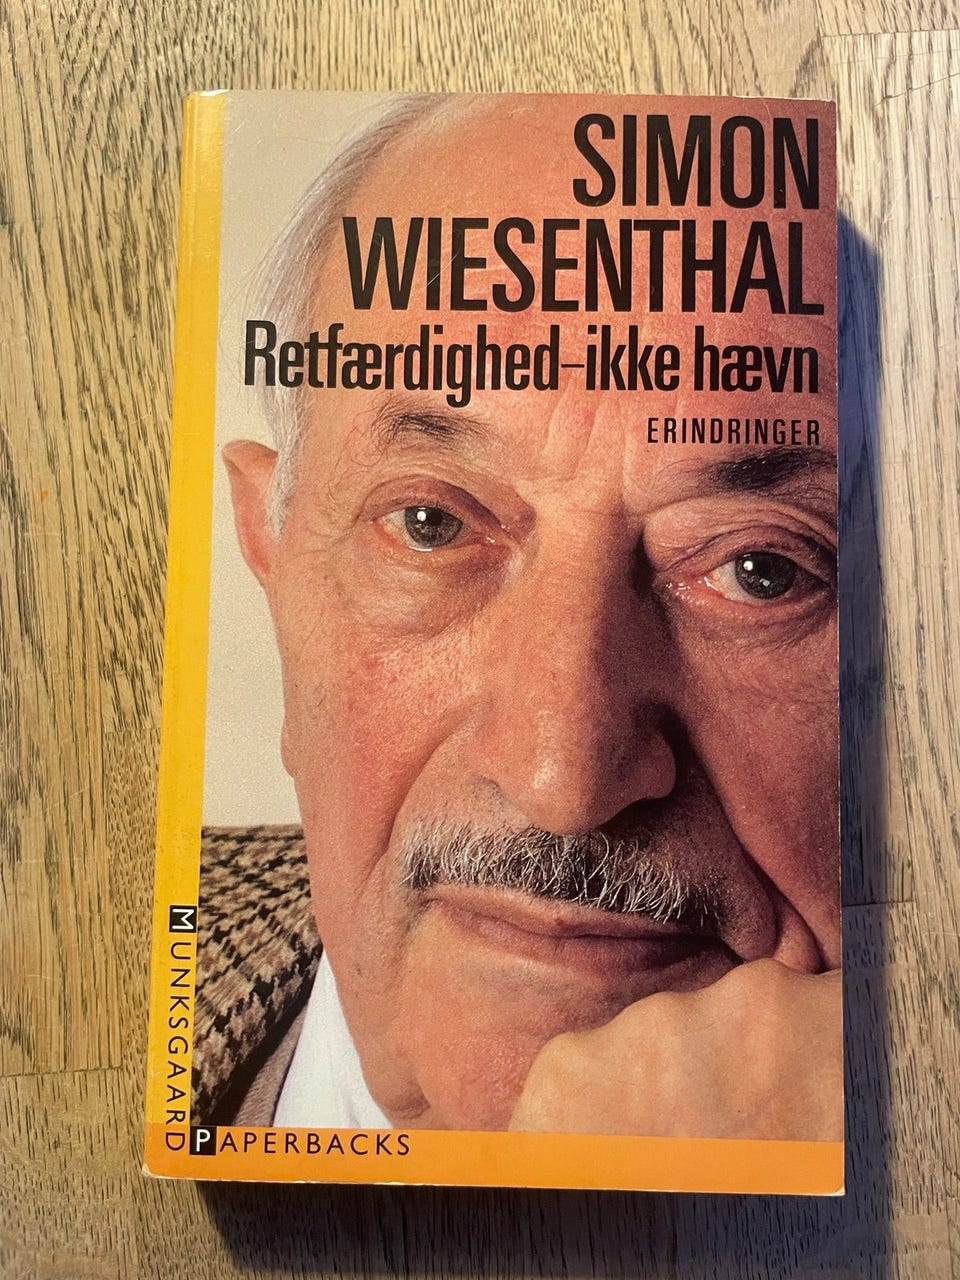 SIMON
WIESENTHAL
Retfærdighed–ikke hævn
ERINDRINGER
MUNKSGAARD
PAPERBACKS